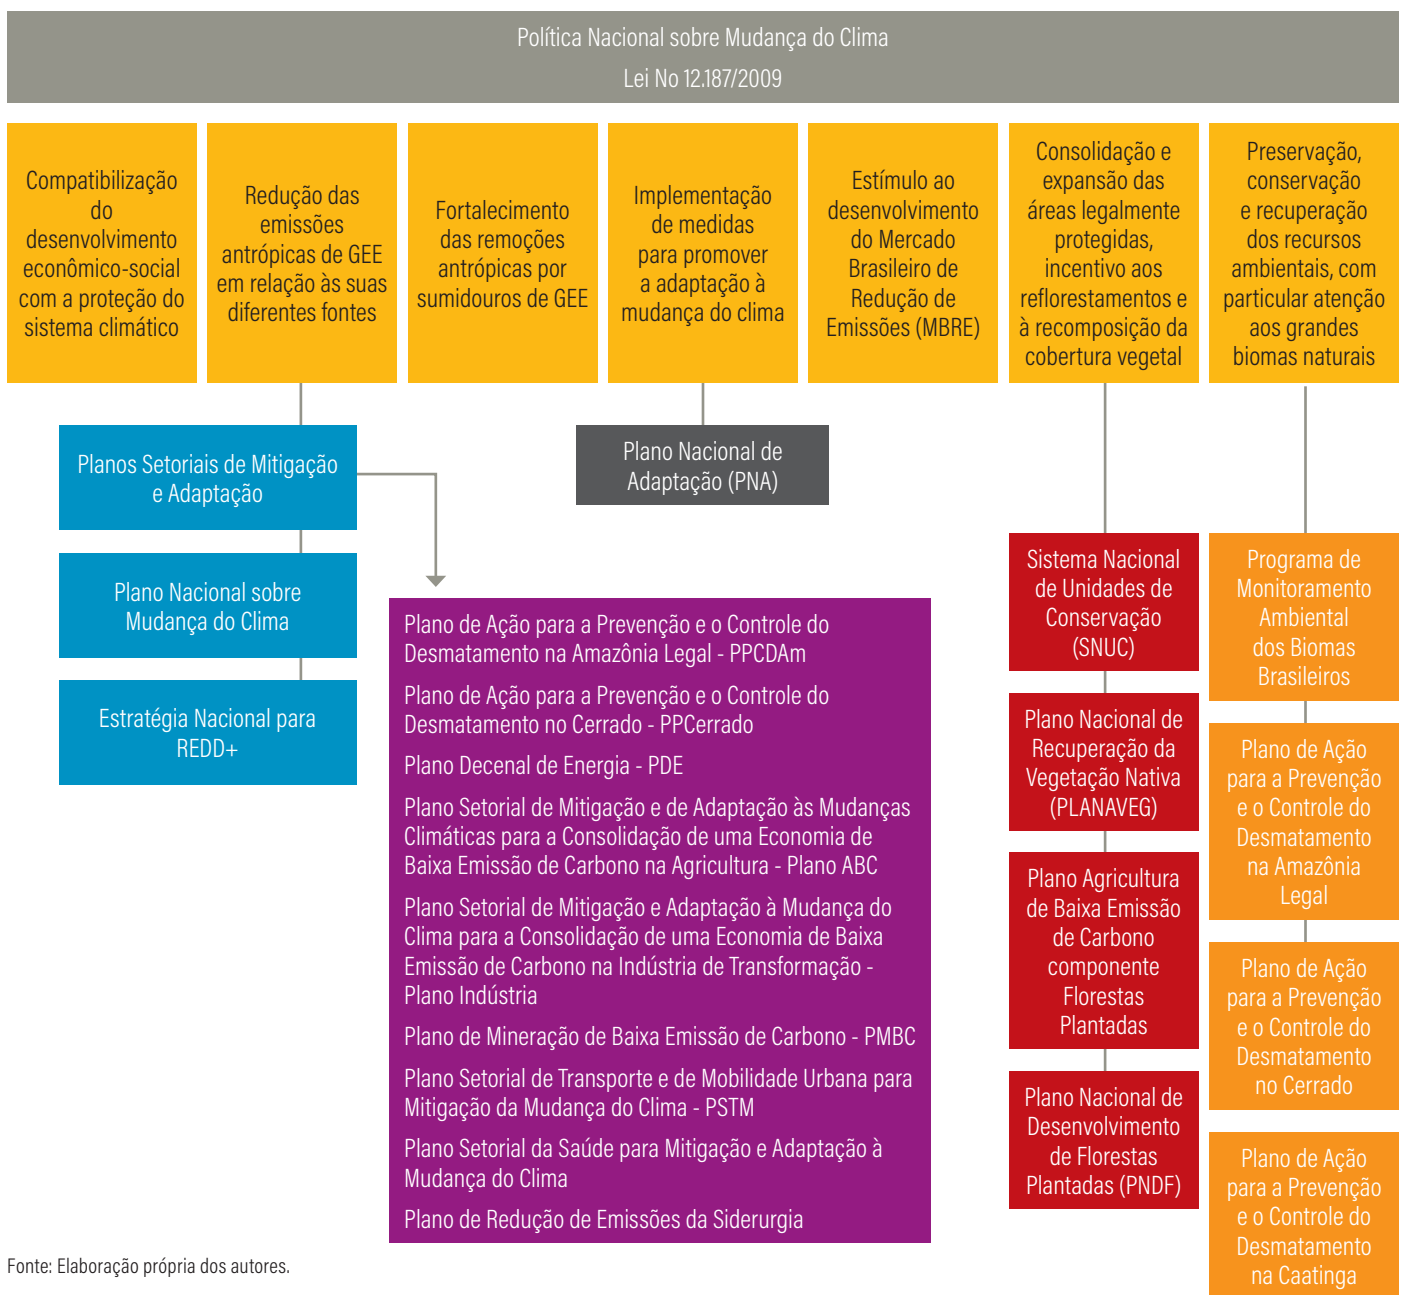 Política Nacional sobre Mudança do Clima
Lei No 12.187/2009
Compatibilização
do
desenvolvimento
econômico-social
com a proteção do
sistema climático
Redução das
emissões
antrópicas de GEE
em relação às suas
diferentes fontes
Fortalecimento
das remoções
antrópicas por
sumidouros de GEE
Implementação
de medidas
para promover
a adaptação à
mudança do clima
Estímulo ao
desenvolvimento
do Mercado
Brasileiro de
Redução de
Emissões (MBRE)
Consolidação e
expansão das
áreas legalmente
protegidas,
incentivo aos
reflorestamentos e
à recomposição da
cobertura vegetal
Preservação,
conservação
e recuperação
dos recursos
ambientais, com
particular atenção
aos grandes
biomas naturais
Planos Setoriais de Mitigação
e Adaptação
Plano Nacional sobre
Mudança do Clima
Estratégia Nacional para
REDD+
Plano Nacional de
Adaptação (PNA)
Plano de Ação para a Prevenção e o Controle do
Desmatamento na Amazônia Legal - PPCDAm
Plano de Ação para a Prevenção e o Controle do
Desmatamento no Cerrado - PPCerrado
Plano Decenal de Energia - PDE
Plano Setorial de Mitigação e de Adaptação às Mudanças
Climáticas para a Consolidação de uma Economia de
Baixa Emissão de Carbono na Agricultura - Plano ABC
Plano Setorial de Mitigação e Adaptação à Mudança do
Clima para a Consolidação de uma Economia de Baixa
Emissão de Carbono na Indústria de Transformação -
Plano Indústria
Plano de Mineração de Baixa Emissão de Carbono - PMBC
Plano Setorial de Transporte e de Mobilidade Urbana para
Mitigação da Mudança do Clima - PSTM
Plano Setorial da Saúde para Mitigação e Adaptação à
Mudança do Clima
Plano de Redução de Emissões da Siderurgia
Sistema Nacional
de Unidades de
Conservação
(SNUC)
Plano Nacional de
Recuperação da
Vegetação Nativa
(PLANAVEG)
Plano Agricultura
de Baixa Emissão
de Carbono
componente
Florestas
Plantadas
Plano Nacional de
Desenvolvimento
de Florestas
Plantadas (PNDF)
Programa de
Monitoramento
Ambiental
dos Biomas
Brasileiros
Plano de Ação
para a Prevenção
e o Controle do
Desmatamento
na Amazônia
Legal
Plano de Ação
para a Prevenção
e o Controle do
Desmatamento
no Cerrado
Plano de Ação
para a Prevenção
e o Controle do
Desmatamento
na Caatinga
Fonte: Elaboração própria dos autores.